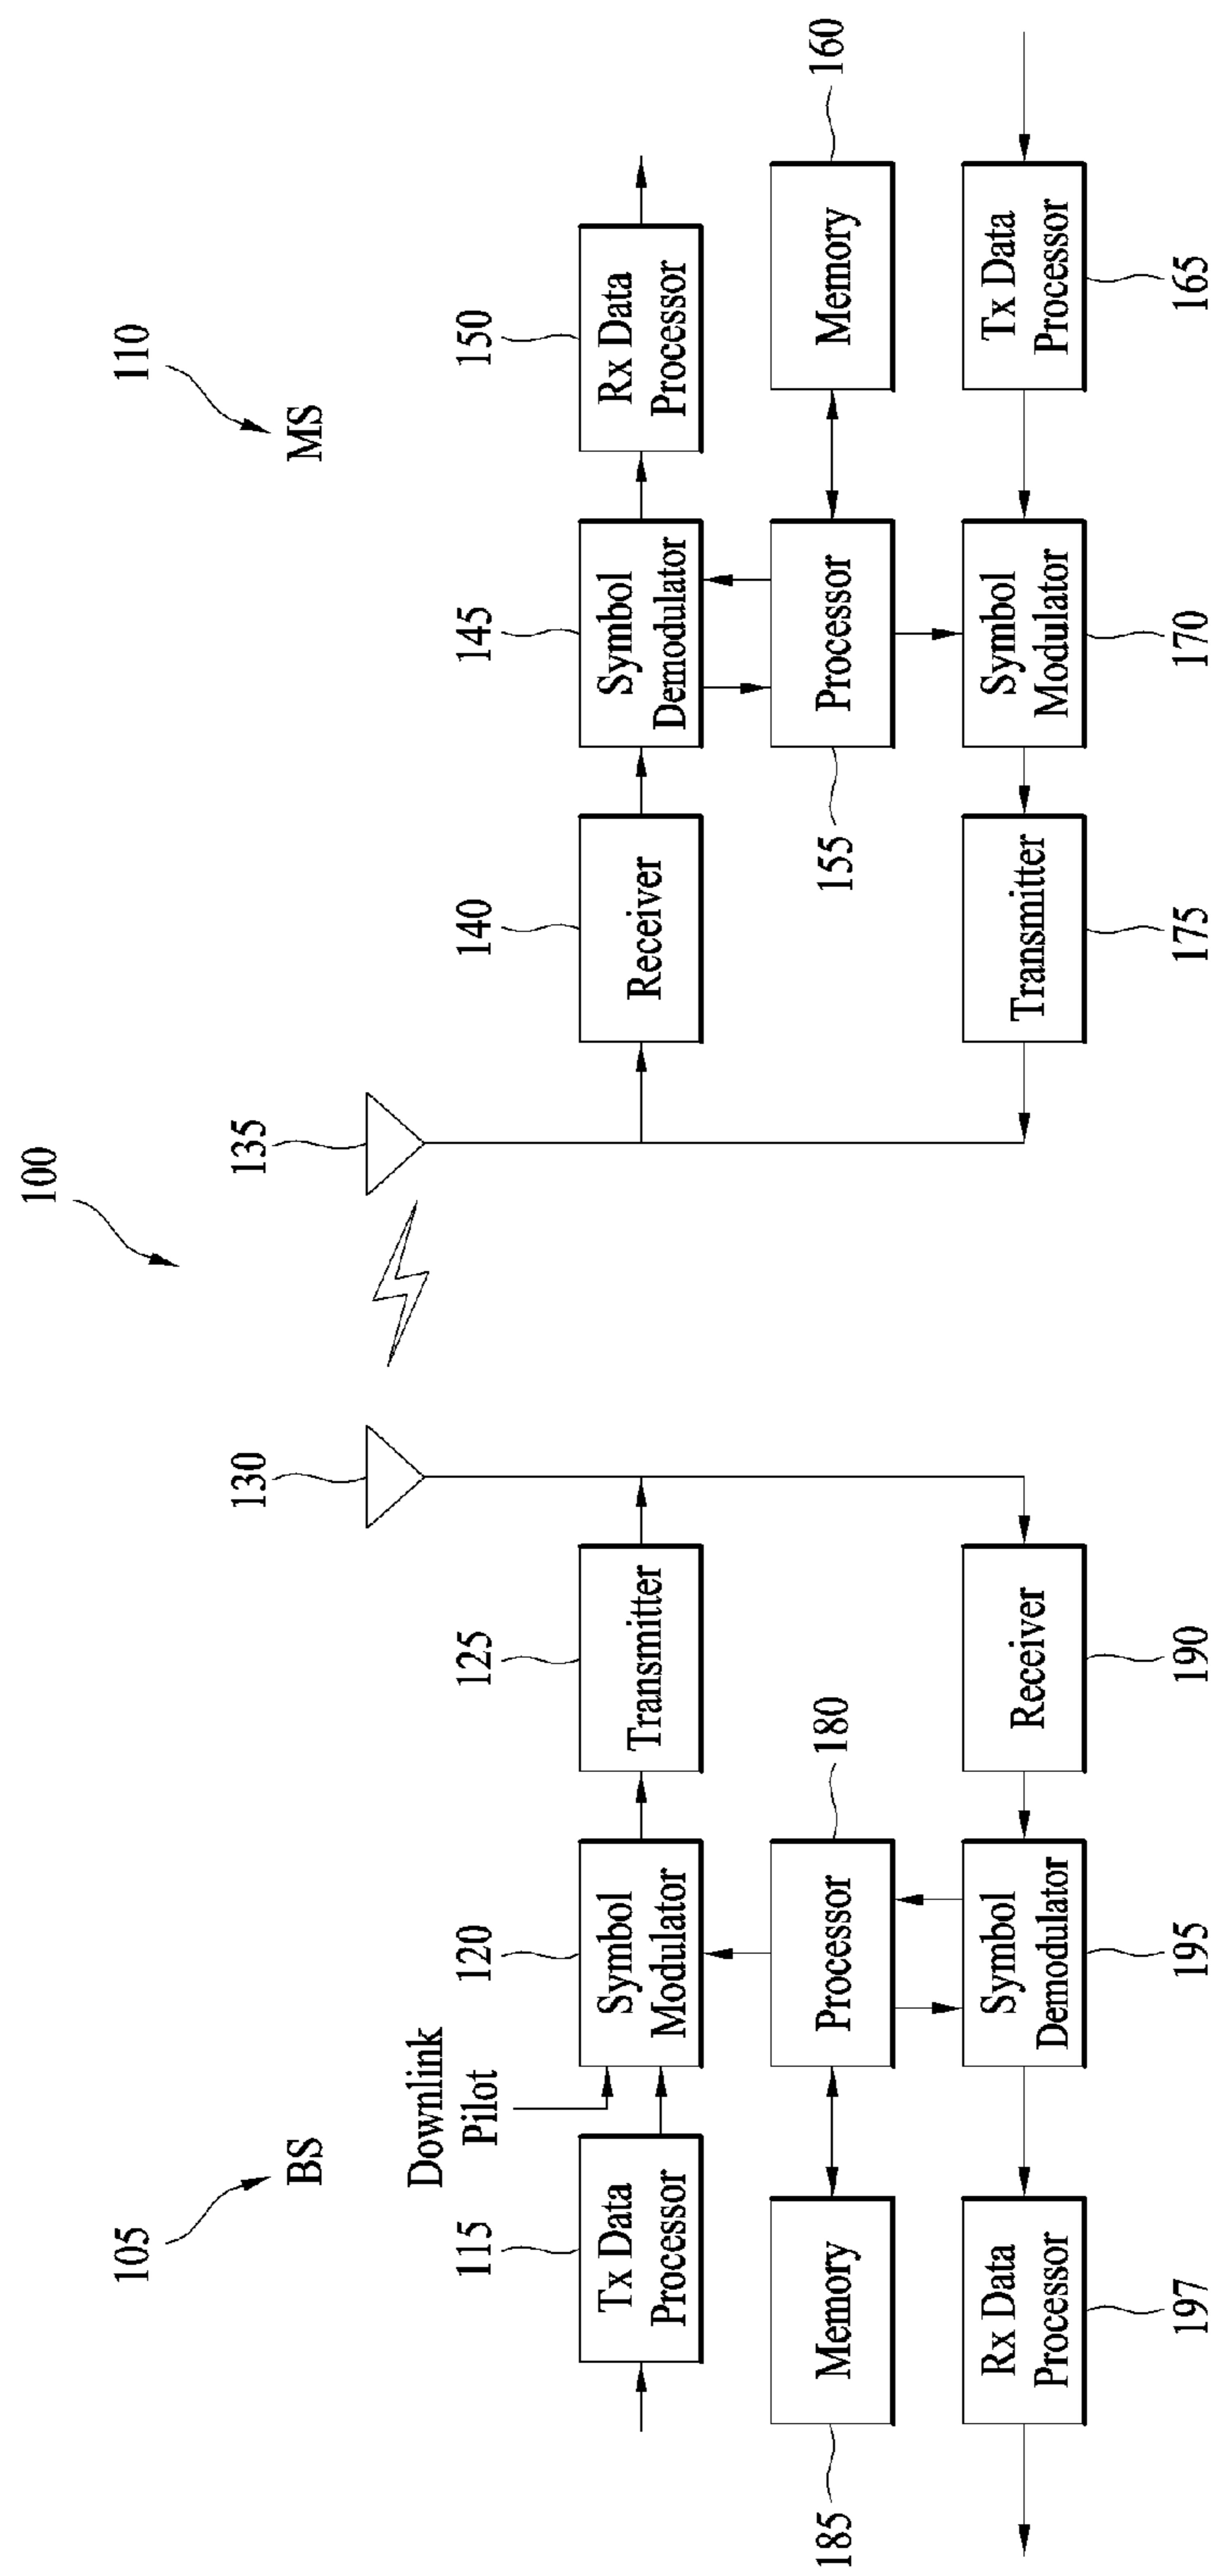 100
105
BS
110
MS
130
135
Downlink
Pilot
115
120
125
140
145
150
Tx Data
Processor
Symbol
Modulator
Transmitter
Receiver
Symbol
Demodulator
Rx Data
Processor
180
160
Memory
Processor
Processor
Memory
185
155
Rx Data
Processor
Symbol
Demodulator
Receiver
Transmitter
Symbol
Modulator
Tx Data
Processor
197
195
190
175
170
165